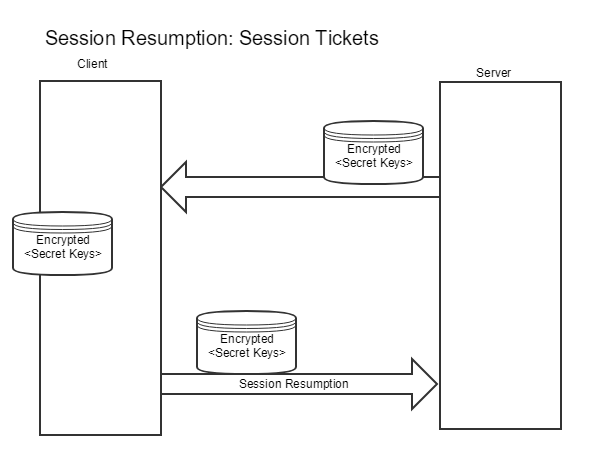 Session Resumption: Session Tickets
Client
Server
Encrypted
<Secret Keys>
Encrypted
<Secret Keys>
Encrypted
<Secret Keys>
Session Resumption